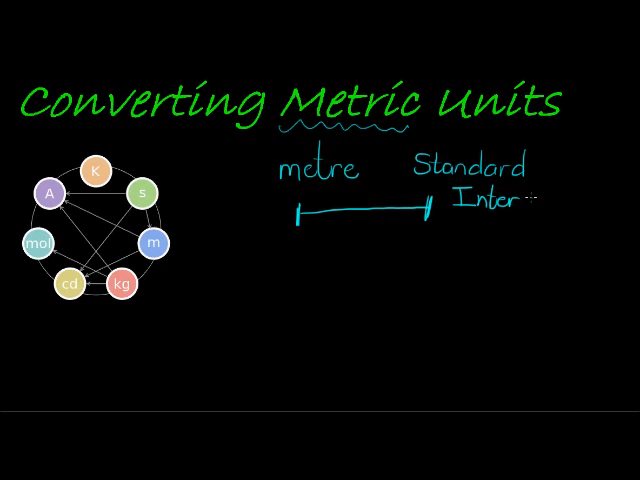 Converting Metric Units
metre Standard
Inter
K
A s
mol m
cd kg